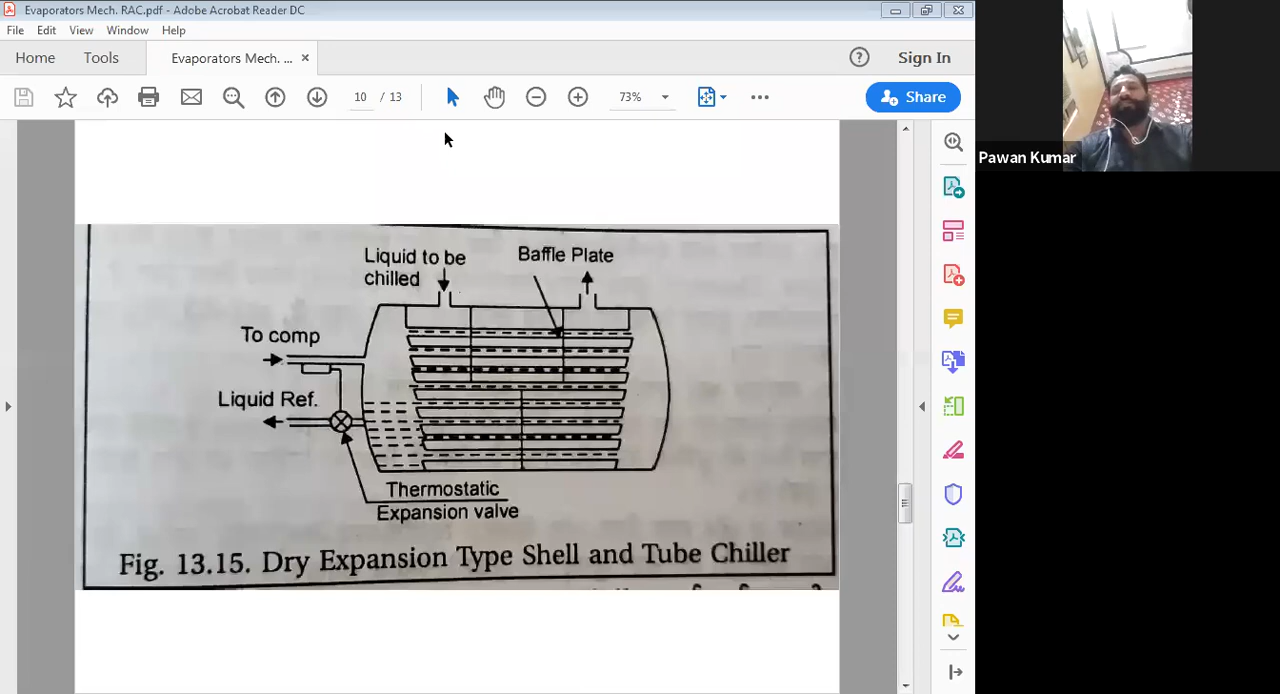 Evaporators Mech. RAC.pdf - Adobe Acrobat Reader DC
File Edit View Window Help
Home Tools Evaporators Mech. ... × ? Sign In
10 / 13 73% Share
Pawan Kumar
Liquid to be
chilled
Baffle Plate
To comp
Liquid Ref.
Thermostatic
Expansion valve
Fig. 13.15. Dry Expansion Type Shell and Tube Chiller